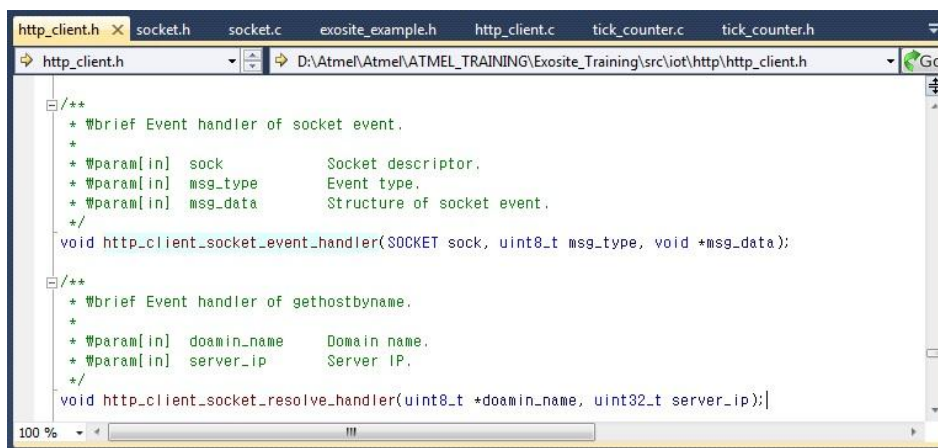 http_client.h X socket.h socket.c exosite_example.h http_client.c tick_counter.c tick_counter.h
http_client.h D:\Atmel\Atmel\ATMEL_TRAINING\Exosite_Training\src\iot\http\http_client.h Go
/**
* ₩brief Event handler of socket event.
*
* ₩param[in] sock Socket descriptor.
* ₩param[in] msg_type Event type.
* ₩param[in] msg_data Structure of socket event.
*/
void http_client_socket_event_handler(SOCKET sock, uint8_t msg_type, void *msg_data);
/**
* ₩brief Event handler of gethostbyname.
*
* ₩param[in] doamin_name Domain name.
* ₩param[in] server_ip Server IP.
*/
void http_client_socket_resolve_handler(uint8_t *doamin_name, uint32_t server_ip);
100 %